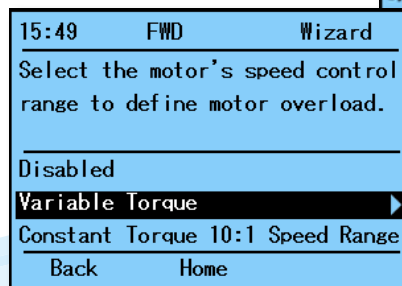 15:49 FWD Wizard
Select the motor's speed control
range to define motor overload.
Disabled
Variable Torque
Constant Torque 10:1 Speed Range
Back Home